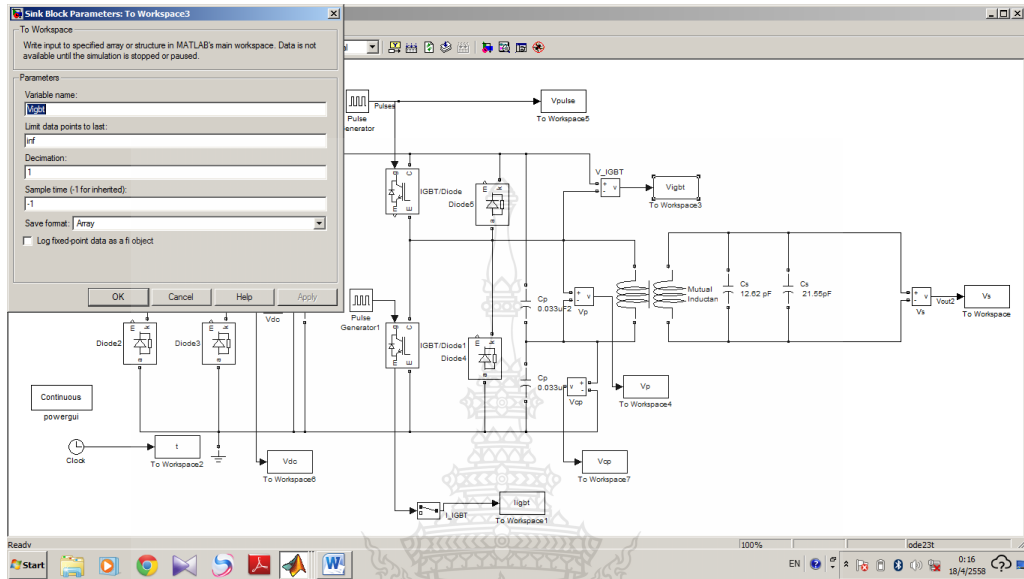 Sink Block Parameters: To Workspace3
To Workspace
Write input to specified array or structure in MATLAB's main workspace. Data is not
available until the simulation is stopped or paused.
Parameters
Variable name:
Vigbt
Limit data points to last:
inf
Decimation:
1
Sample time (-1 for inherited):
-1
Save format: Array
Log fixed-point data as a fi object
OK Cancel Help Apply
Pulses
Pulse
enerator
Vpulse
To Workspace5
g C
m E
IGBT/Diode
m k
a
Diode5
V_IGBT
+ v
-
Vigbt
To Workspace3
Cp
0.033uF2
+ v
-
Vp
Mutual
Inductan
Cs
12.62 pF
Cs
21.55pF
+ v
-
Vs
Vout2
Vs
To Workspace
Pulse
Generator1
g C
m E
IGBT/Diode1
m k
a
Diode4
Diode2
m k
a
Diode3
m k
a
Vdc
Cp
0.033u
v +
-
Vcp
Vp
To Workspace4
Continuous
powergui
Clock
t
To Workspace2
Vdc
To Workspace6
Vcp
To Workspace7
I_IGBT
Iigbt
To Workspace1
Ready
100%
ode23t
Start
EN
0:16
18/4/2558